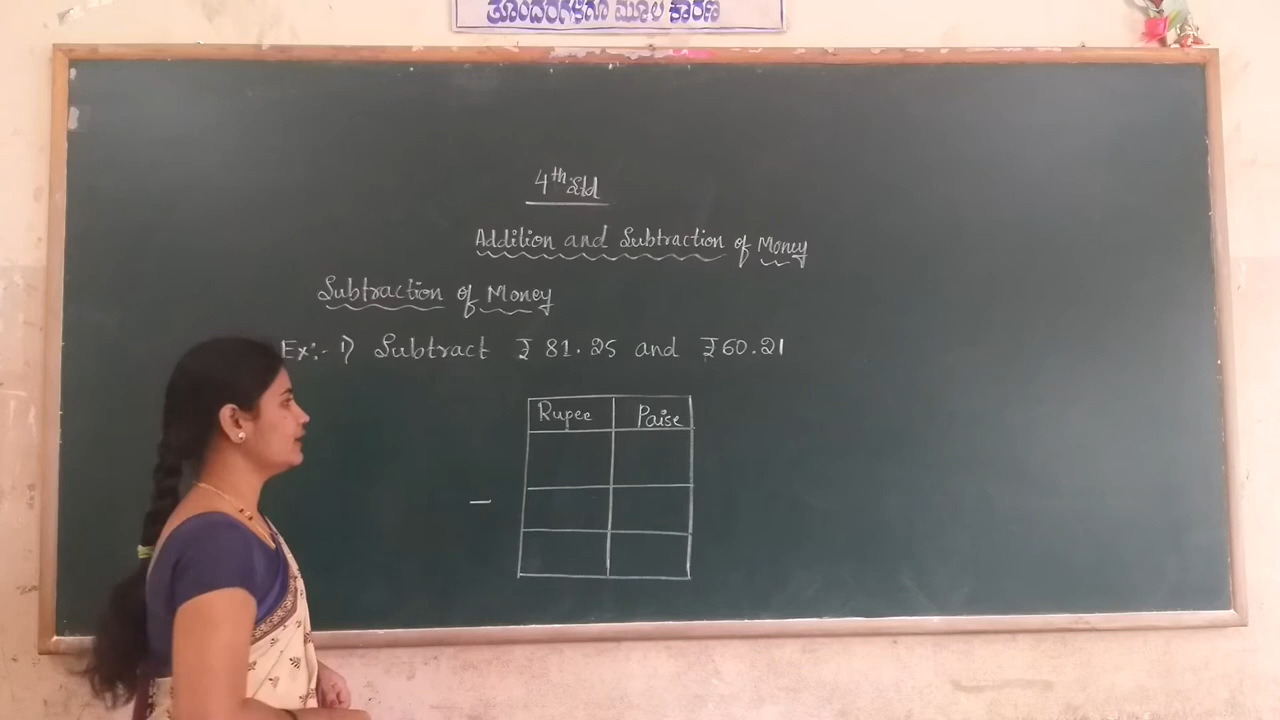 ತೊಂದರೆಗಳಿಗೂ ಮೂಲ ಕಾರಣ
4th Std
Addition and Subtraction of Money
Subtraction of Money
Ex:- 1) Subtract ₹ 81.25 and ₹60.21
Rupee Paise
-